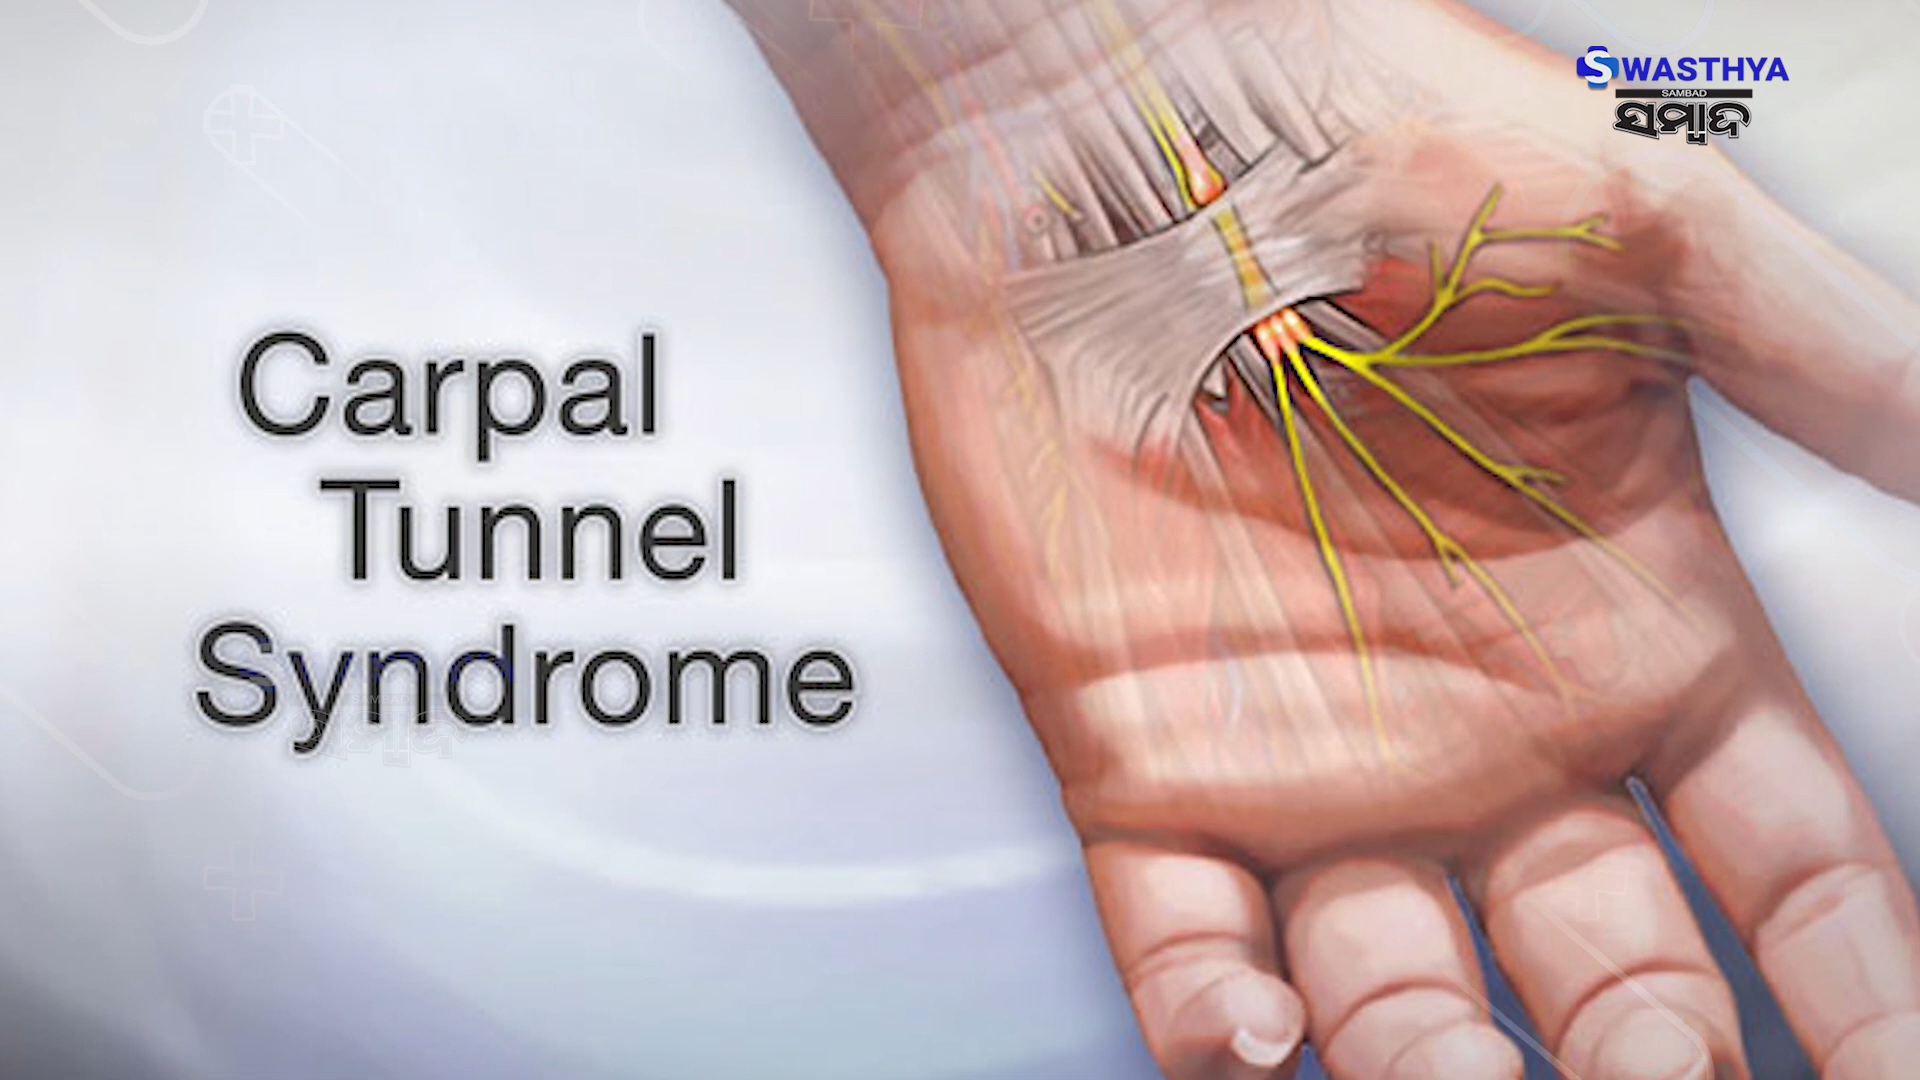 SWASTHYA
SAMBAD
ସମ୍ବାଦ
Carpal
Tunnel
Syndrome